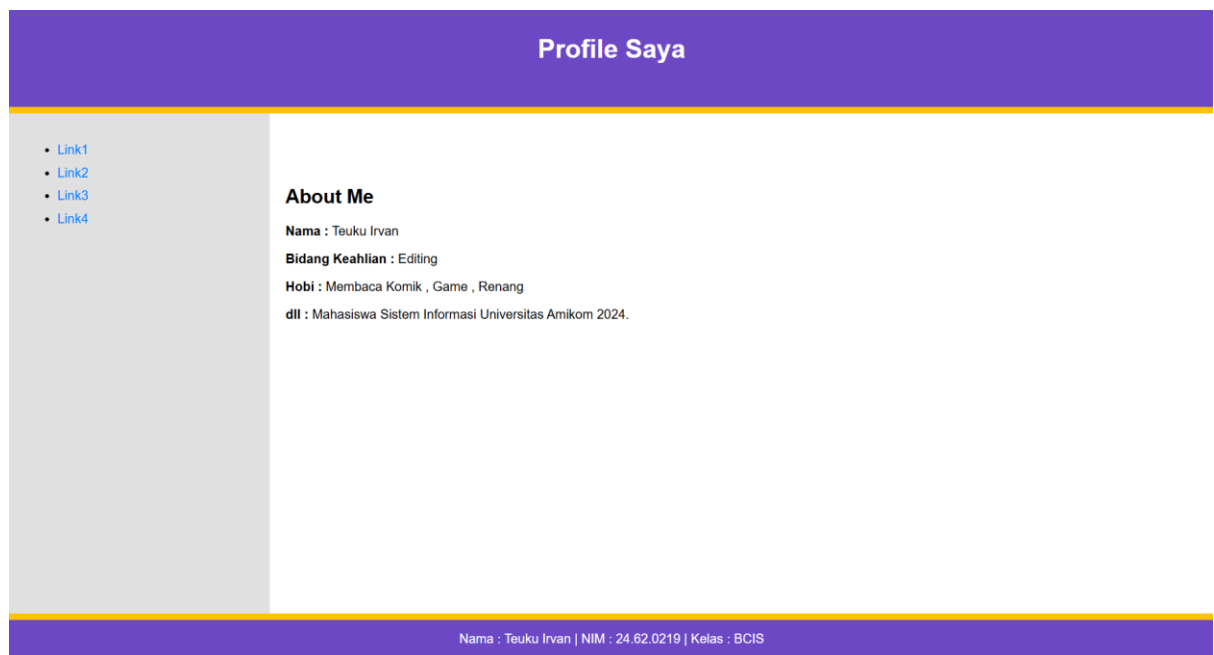 Profile Saya
Link1
Link2
Link3
Link4
About Me
Nama : Teuku Irvan
Bidang Keahlian : Editing
Hobi : Membaca Komik , Game , Renang
dll : Mahasiswa Sistem Informasi Universitas Amikom 2024.
Nama : Teuku Irvan | NIM : 24.62.0219 | Kelas : BCIS